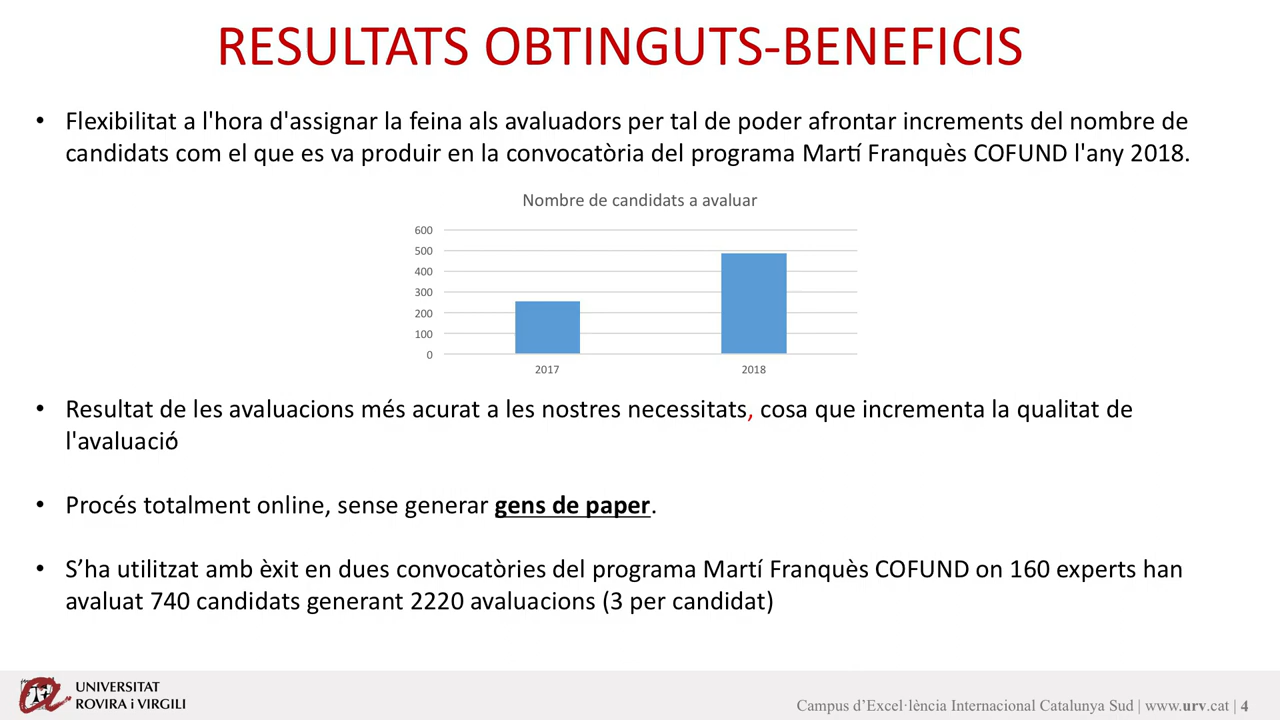 RESULTATS OBTINGUTS-BENEFICIS
• Flexibilitat a l'hora d'assignar la feina als avaluadors per tal de poder afrontar increments del nombre de
candidats com el que es va produir en la convocatòria del programa Martí Franquès COFUND l'any 2018.
Nombre de candidats a avaluar
600
500
400
300
200
100
0
2017 2018
• Resultat de les avaluacions més acurat a les nostres necessitats, cosa que incrementa la qualitat de
l'avaluació
• Procés totalment online, sense generar gens de paper.
• S’ha utilitzat amb èxit en dues convocatòries del programa Martí Franquès COFUND on 160 experts han
avaluat 740 candidats generant 2220 avaluacions (3 per candidat)
UNIVERSITAT
ROVIRA i VIRGILI
Campus d’Excel·lència Internacional Catalunya Sud | www.urv.cat | 4